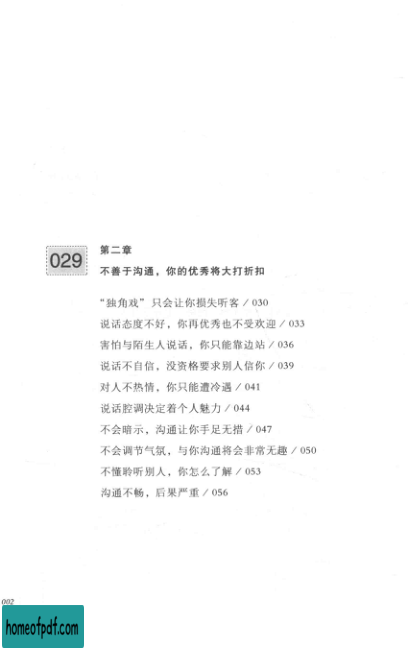 029
第二章
不善于沟通，你的优秀将大打折扣
“独角戏”只会让你损失听客 / 030
说话态度不好，你再优秀也不受欢迎 / 033
害怕与陌生人说话，你只能靠边站 / 036
说话不自信，没资格要求别人信你 / 039
对人不热情，你只能遭冷遇 / 041
说话腔调决定着个人魅力 / 044
不会暗示，沟通让你手足无措 / 047
不会调节气氛，与你沟通将会非常无趣 / 050
不懂聆听别人，你怎么了解 / 053
沟通不畅，后果严重 / 056
002
homeofpdf.com